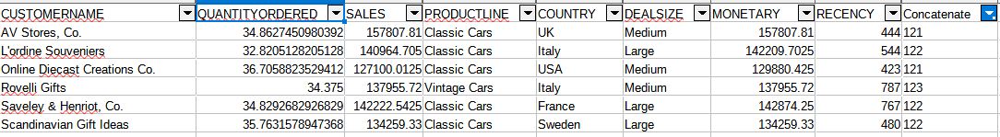 CUSTOMERNAME QUANTITYORDERED SALES PRODUCTLINE COUNTRY DEALSIZE MONETARY RECENCY Concatenate
AV Stores, Co. 34.8627450980392 157807.81 Classic Cars UK Medium 157807.81 444 121
L'ordine Souveniers 32.8205128205128 140964.705 Classic Cars Italy Large 142209.7025 544 122
Online Diecast Creations Co. 36.7058823529412 127100.0125 Classic Cars USA Medium 129880.425 423 121
Rovelli Gifts 34.375 137955.72 Vintage Cars Italy Medium 137955.72 787 123
Saveley & Henriot, Co. 34.8292682926829 142222.5425 Classic Cars France Large 142874.25 767 122
Scandinavian Gift Ideas 35.7631578947368 134259.33 Classic Cars Sweden Large 134259.33 480 122